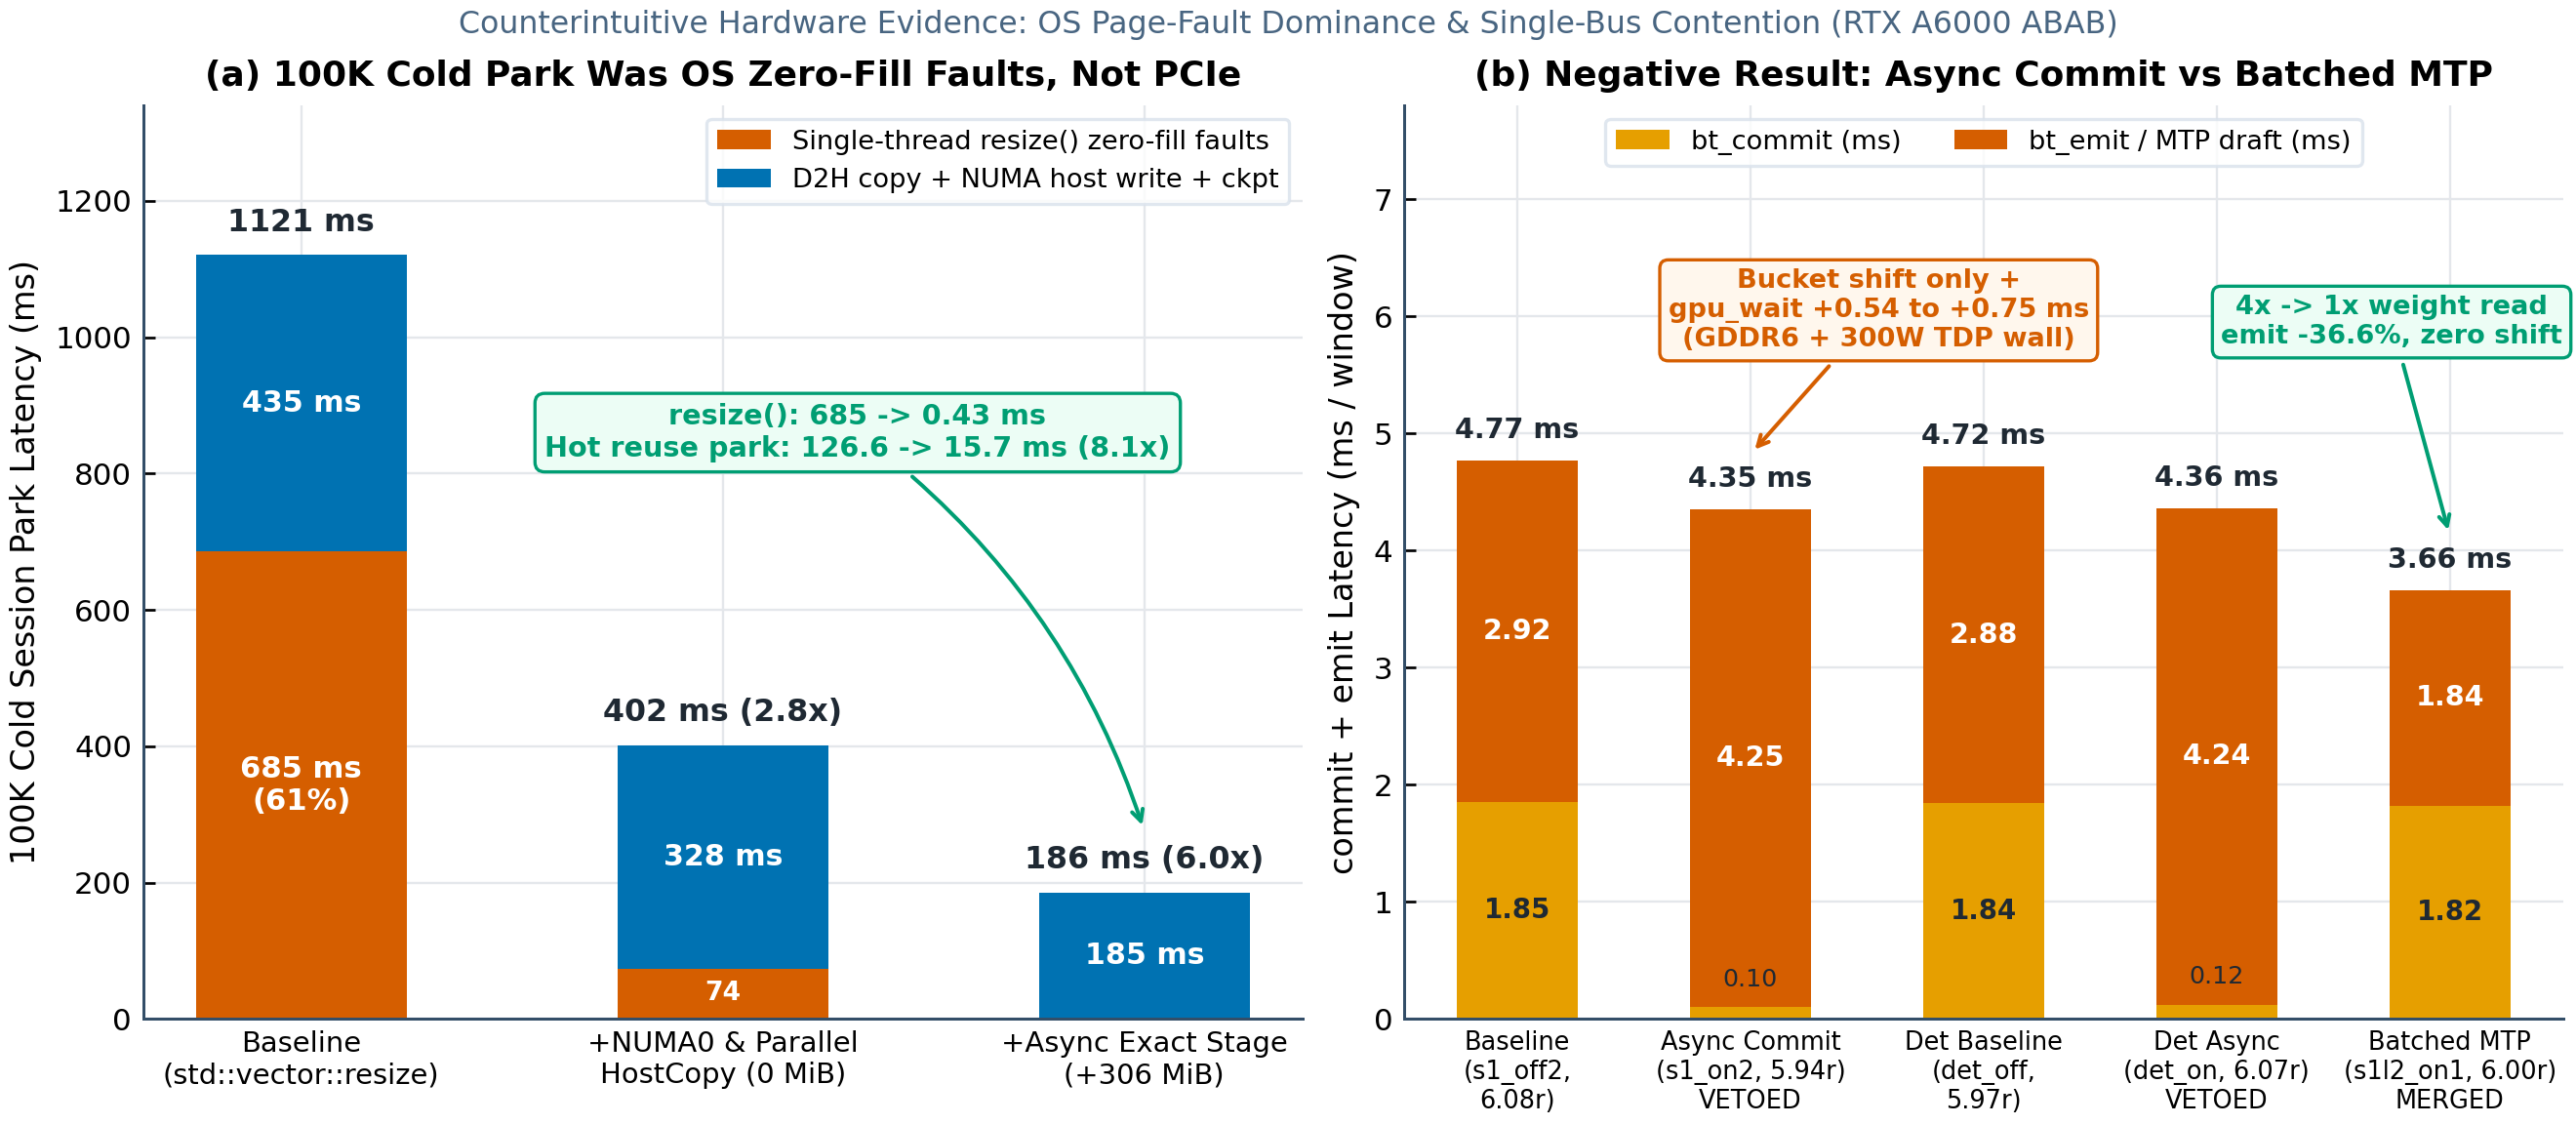 Counterintuitive Hardware Evidence: OS Page-Fault Dominance & Single-Bus Contention (RTX A6000 ABAB)
(a) 100K Cold Park Was OS Zero-Fill Faults, Not PCIe
Single-thread resize() zero-fill faults
D2H copy + NUMA host write + ckpt
100K Cold Session Park Latency (ms)
1200
1000
800
600
400
200
0
1121 ms
435 ms
685 ms
(61%)
resize(): 685 -> 0.43 ms
Hot reuse park: 126.6 -> 15.7 ms (8.1x)
402 ms (2.8x)
328 ms
74
186 ms (6.0x)
185 ms
Baseline
(std::vector::resize)
+NUMA0 & Parallel
HostCopy (0 MiB)
+Async Exact Stage
(+306 MiB)
(b) Negative Result: Async Commit vs Batched MTP
bt_commit (ms)
bt_emit / MTP draft (ms)
commit + emit Latency (ms / window)
7
6
5
4
3
2
1
0
Bucket shift only +
gpu_wait +0.54 to +0.75 ms
(GDDR6 + 300W TDP wall)
4x -> 1x weight read
emit -36.6%, zero shift
4.77 ms
2.92
1.85
4.35 ms
4.25
0.10
4.72 ms
2.88
1.84
4.36 ms
4.24
0.12
3.66 ms
1.84
1.82
Baseline
(s1_off2,
6.08r)
Async Commit
(s1_on2, 5.94r)
VETOED
Det Baseline
(det_off,
5.97r)
Det Async
(det_on, 6.07r)
VETOED
Batched MTP
(s1l2_on1, 6.00r)
MERGED